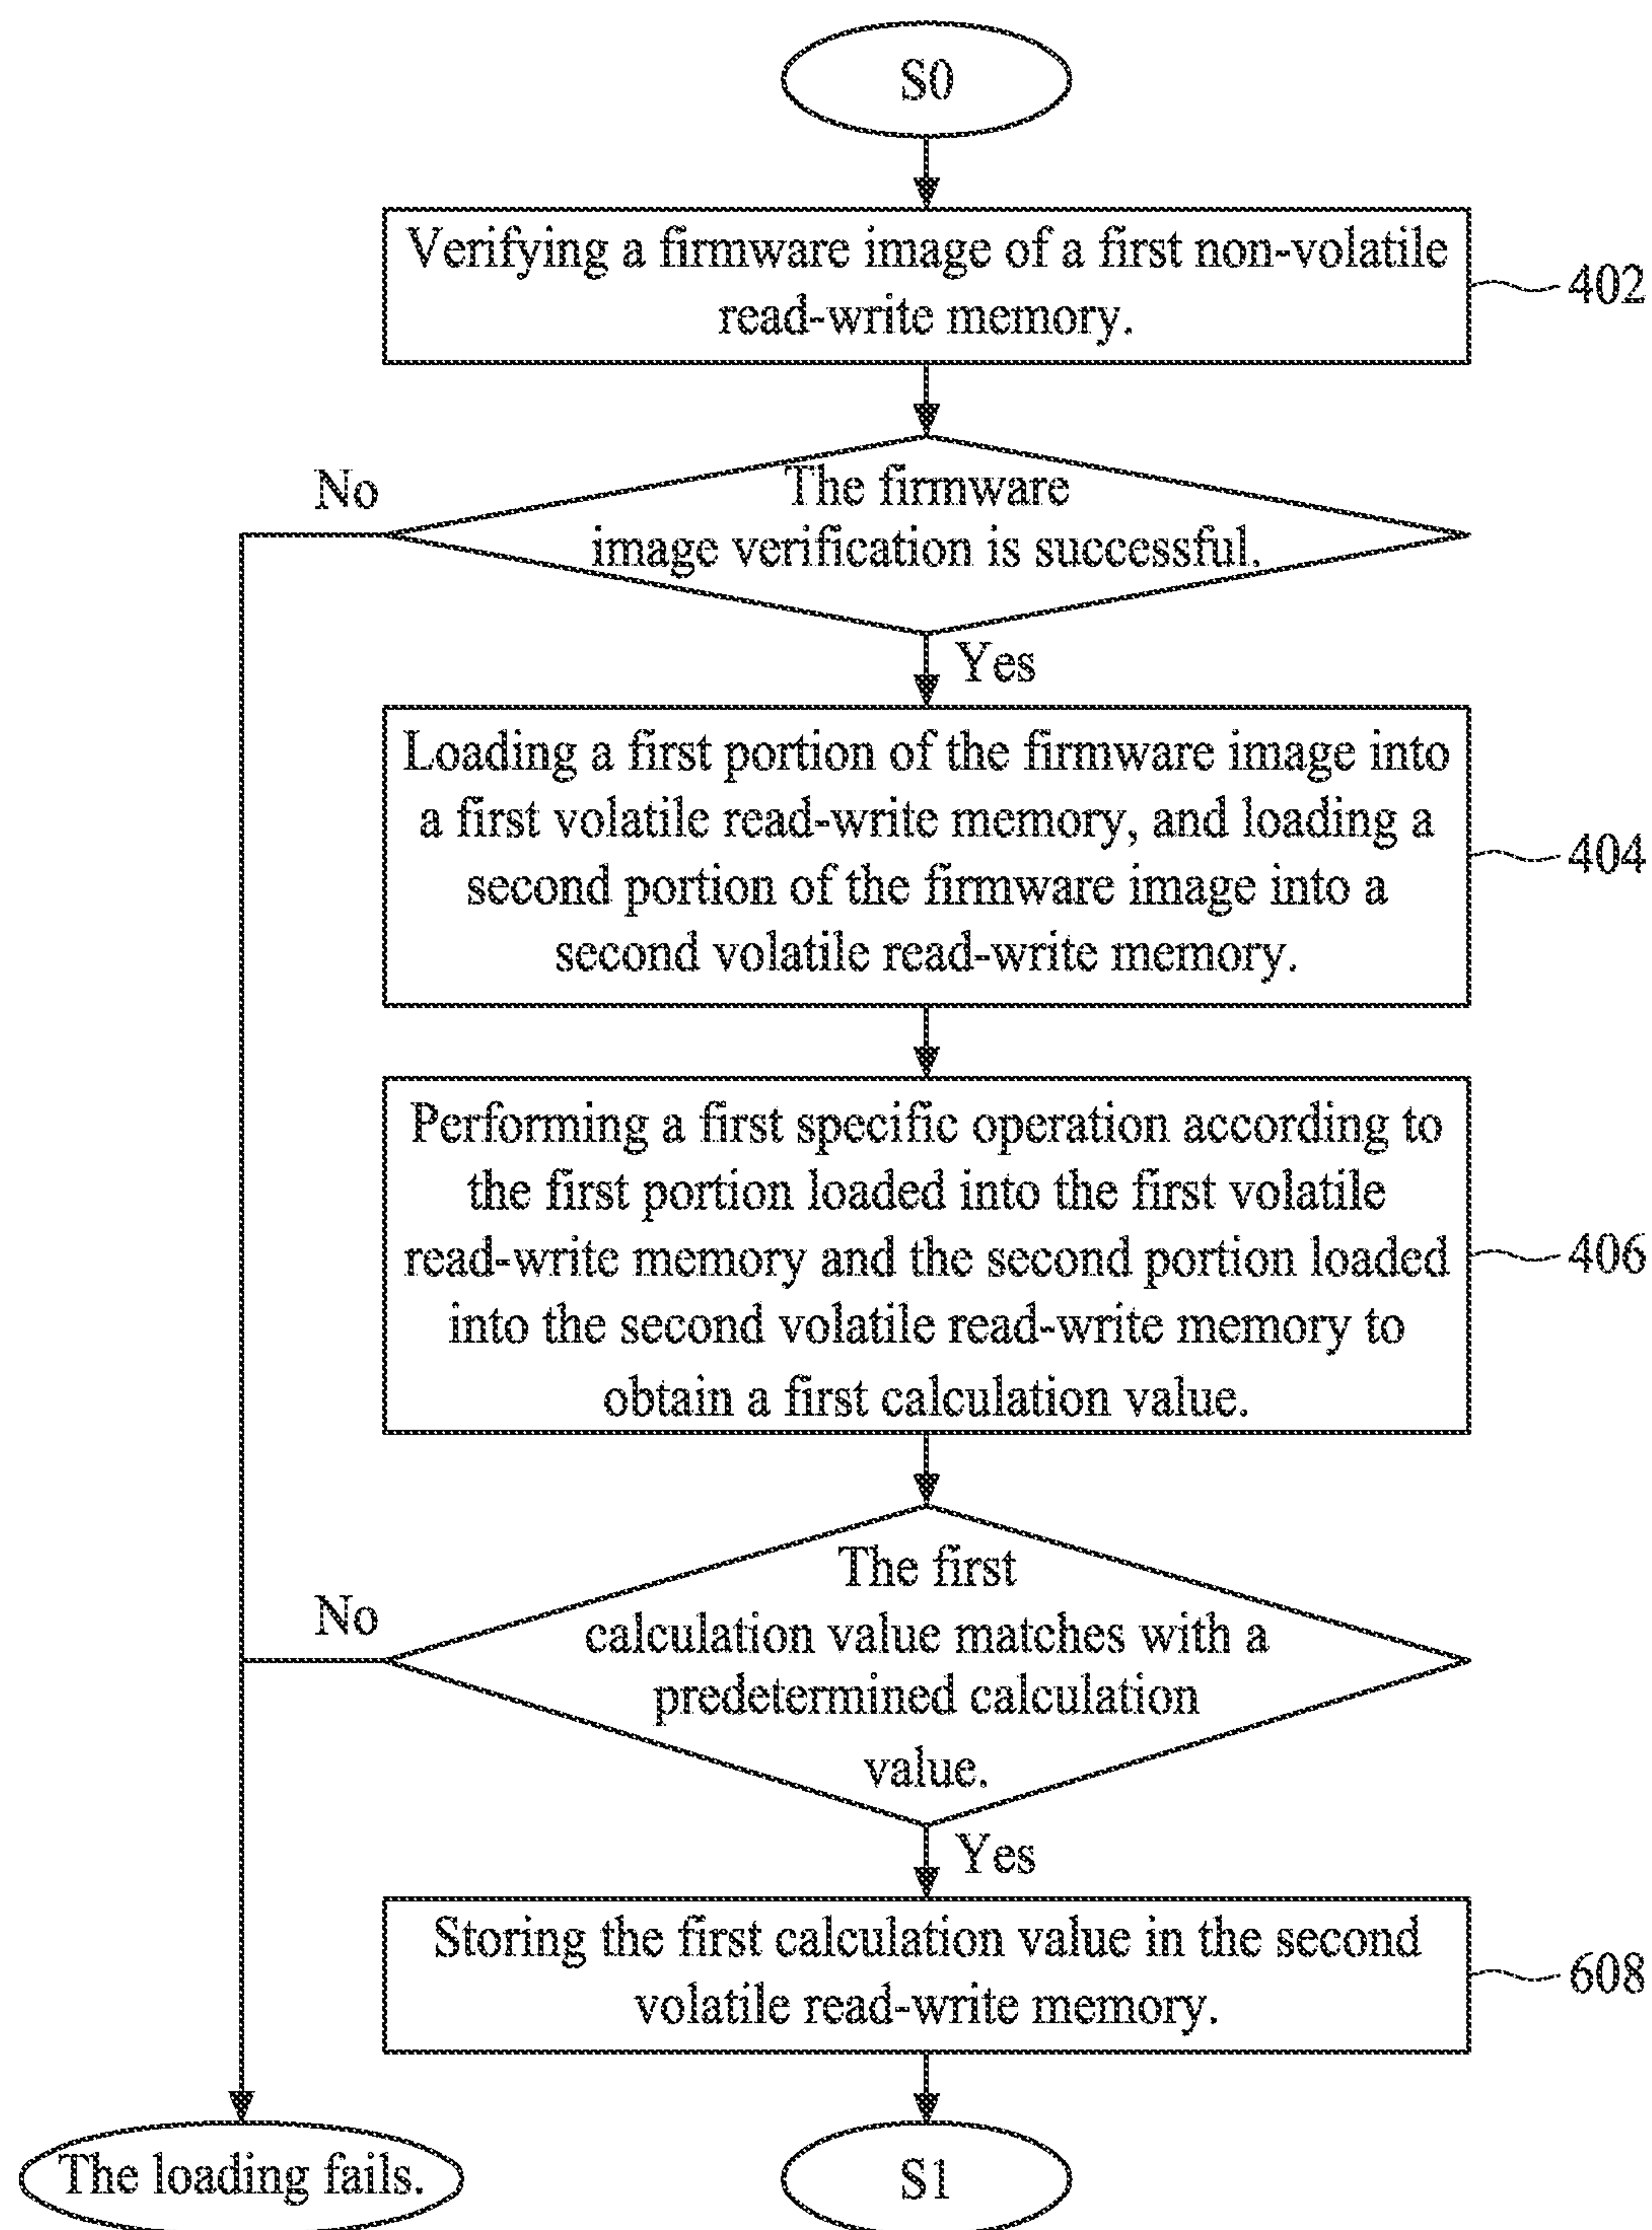 S0
Verifying a firmware image of a first non-volatile
read-write memory.
402
No
The firmware
image verification is successful.
Yes
Loading a first portion of the firmware image into
a first volatile read-write memory, and loading a
second portion of the firmware image into a
second volatile read-write memory.
404
Performing a first specific operation according to
the first portion loaded into the first volatile
read-write memory and the second portion loaded
into the second volatile read-write memory to
obtain a first calculation value.
406
No
The first
calculation value matches with a
predetermined calculation
value.
Yes
Storing the first calculation value in the second
volatile read-write memory.
608
The loading fails.
S1